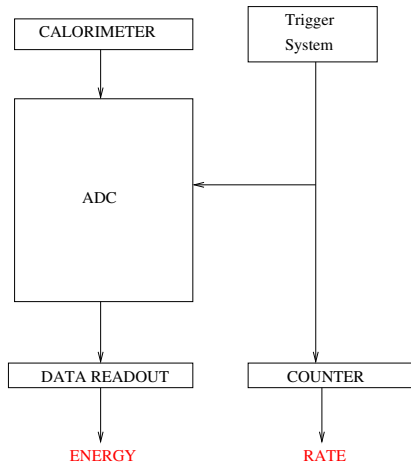 CALORIMETER
Trigger
System
ADC
DATA READOUT
COUNTER
ENERGY
RATE